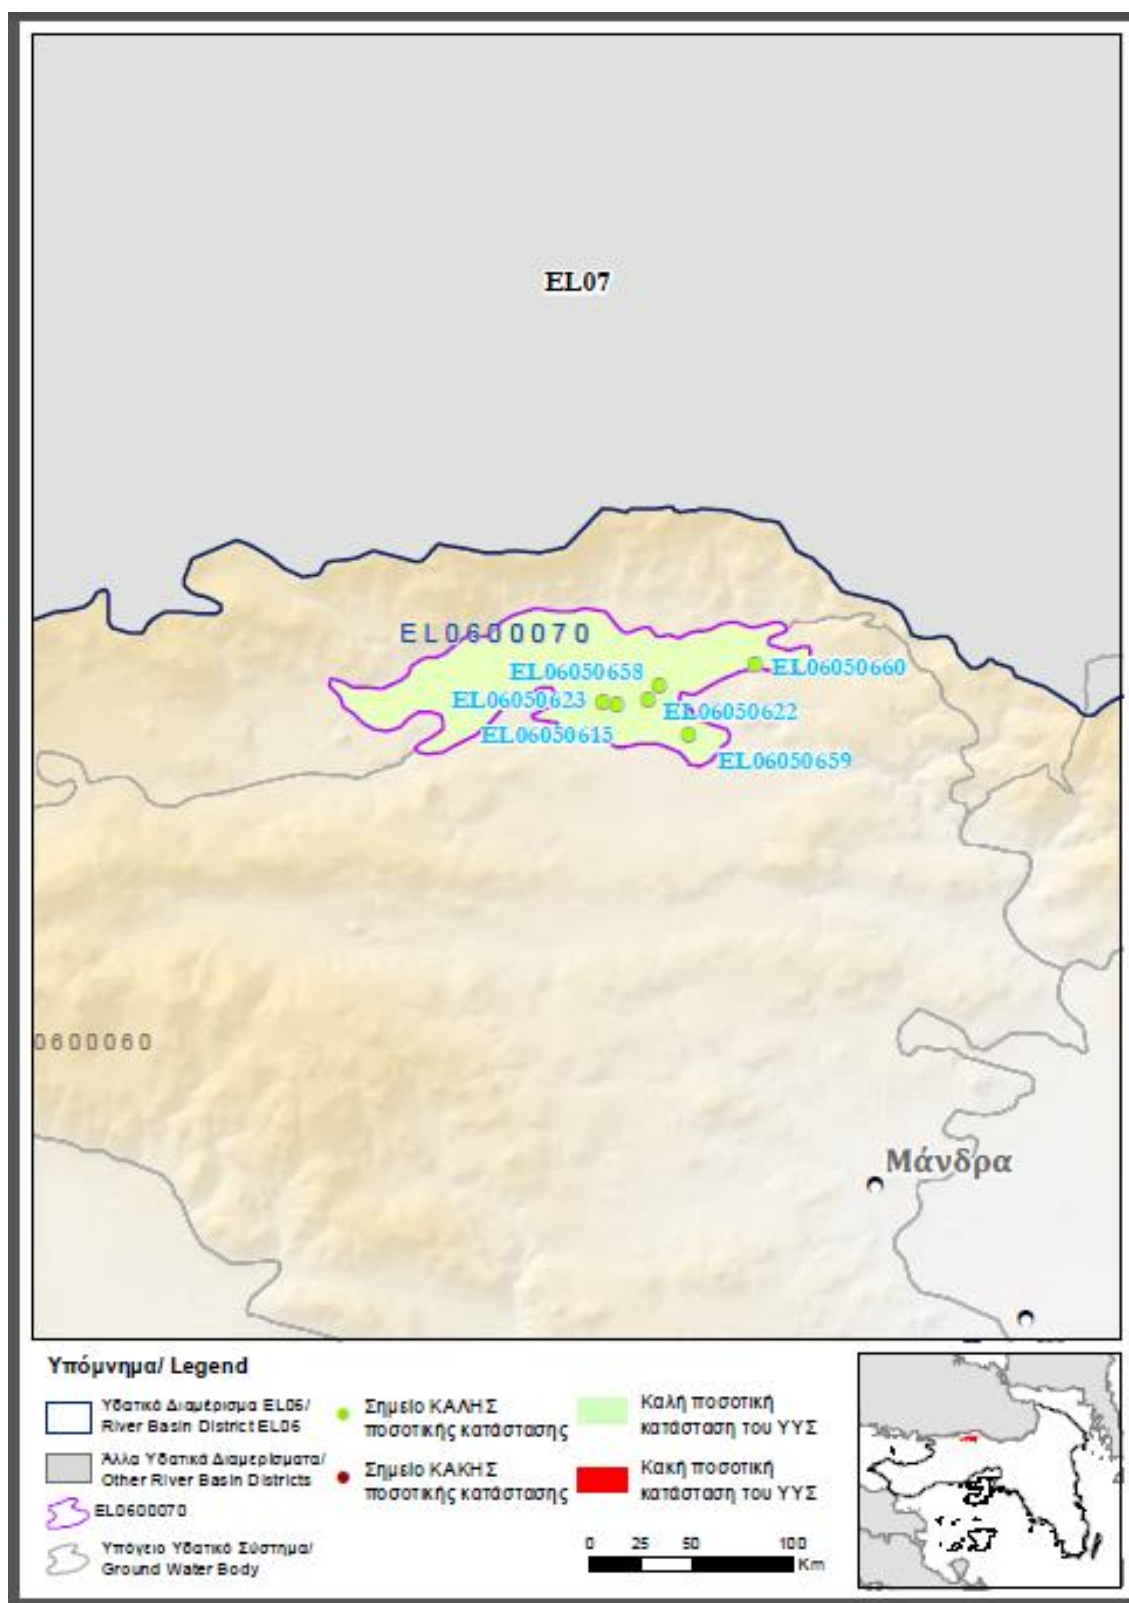 EL07
EL0600070
EL06050658
EL06050660
EL06050623
EL06050622
EL06050615
EL06050659
0600060
Μάνδρα
Υπόμνημα/ Legend
Υδατικό Διαμέρισμα EL06/
River Basin District EL06
Άλλα Υδατικά Διαμερίσματα/
Other River Basin Districts
EL0600070
Υπόγειο Υδατικό Σύστημα/
Ground Water Body
Σημείο ΚΑΛΗΣ
ποσοτικής κατάστασης
Σημείο ΚΑΚΗΣ
ποσοτικής κατάστασης
Καλή ποσοτική
κατάσταση του ΥΥΣ
Κακή ποσοτική
κατάσταση του ΥΥΣ
0 25 50 100
Km